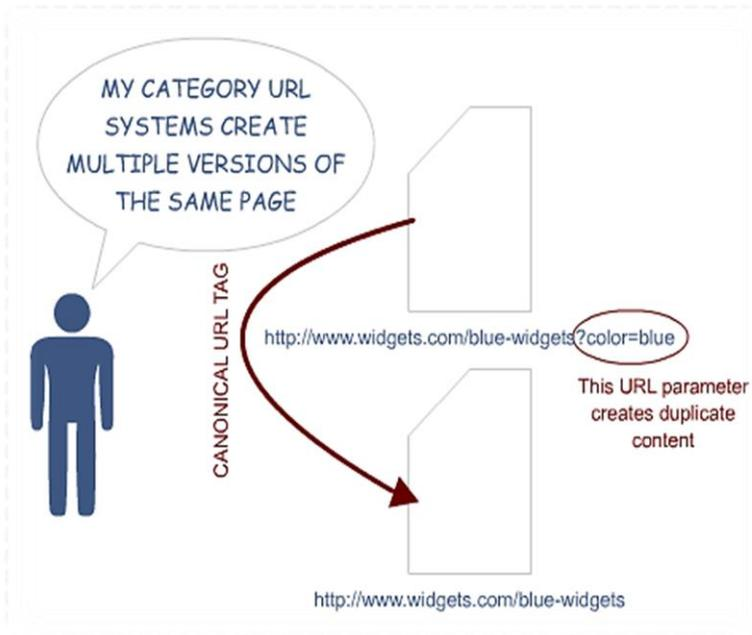 MY CATEGORY URL
SYSTEMS CREATE
MULTIPLE VERSIONS OF
THE SAME PAGE
CANONICAL URL TAG
http://www.widgets.com/blue-widgets?color=blue
This URL parameter
creates duplicate
content
http://www.widgets.com/blue-widgets